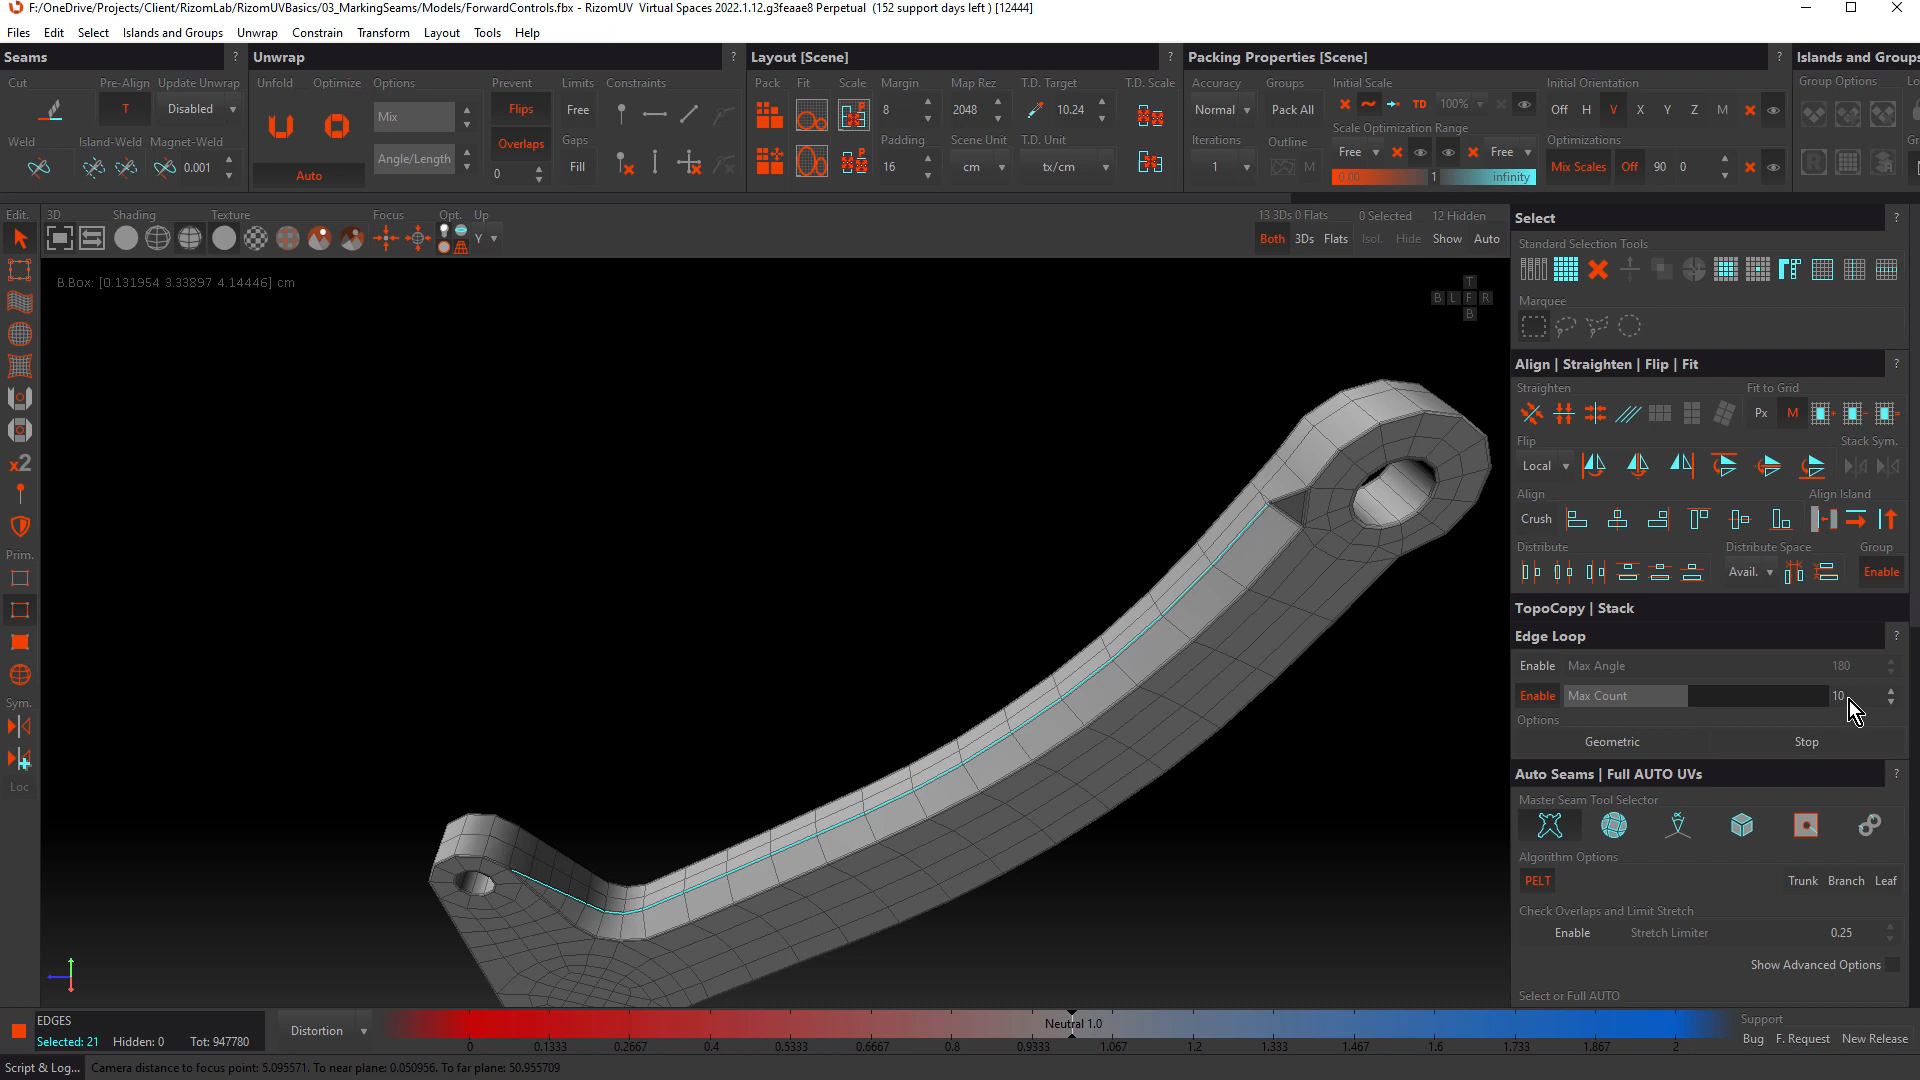 F:/OneDrive/Projects/Client/RizomLab/RizomUVBasics/03_MarkingSeams/Models/ForwardControls.fbx - RizomUV Virtual Spaces 2022.1.12.g3feaae8 Perpetual (152 support days left ) [12444]
Files Edit Select Islands and Groups Unwrap Constrain Transform Layout Tools Help
Seams ? Unwrap ? Layout [Scene] ? Packing Properties [Scene] ? Islands and Groups
Cut Pre-Align Update Unwrap Unfold Optimize Options Prevent Limits Constraints Pack Fit Scale Margin Map Rez T.D. Target T.D. Scale Accuracy Groups Initial Scale Initial Orientation Group Options
T Disabled Mix Flips Free 8 2048 10.24 Normal Pack All TD 100% Off H V X Y Z M
Weld Island-Weld Magnet-Weld Angle/Length Overlaps Gaps Padding Scene Unit T.D. Unit Iterations Outline Scale Optimization Range Optimizations
0.001 Auto 0 Fill 16 cm tx/cm 1 M Free Free Mix Scales Off 90 0
0.00 1 infinity
Edit. 3D Shading Texture Focus Opt. Up 13 3Ds 0 Flats 0 Selected 12 Hidden
Y Both 3Ds Flats Isol. Hide Show Auto
B.Box: [0.131954 3.33897 4.14446] cm
T
B L F R
B
x2
Prim.
Sym.
Loc
Select ?
Standard Selection Tools
Marquee
Align | Straighten | Flip | Fit ?
Straighten Fit to Grid
Px M
Flip Stack Sym.
Local
Align Align Island
Crush
Distribute Distribute Space Group
Avail. Enable
TopoCopy | Stack
Edge Loop ?
Enable Max Angle 180
Enable Max Count 10
Options
Geometric Stop
Auto Seams | Full AUTO UVs ?
Master Seam Tool Selector
Algorithm Options
PELT Trunk Branch Leaf
Check Overlaps and Limit Stretch
Enable Stretch Limiter 0.25
Show Advanced Options
Select or Full AUTO
EDGES
Selected: 21 Hidden: 0 Tot: 947780
Distortion
Neutral 1.0
0 0.1333 0.2667 0.4 0.5333 0.6667 0.8 0.9333 1.067 1.2 1.333 1.467 1.6 1.733 1.867 2
Support
Bug F. Request New Release
Script & Log... Camera distance to focus point: 5.095571. To near plane: 0.050956. To far plane: 50.955709